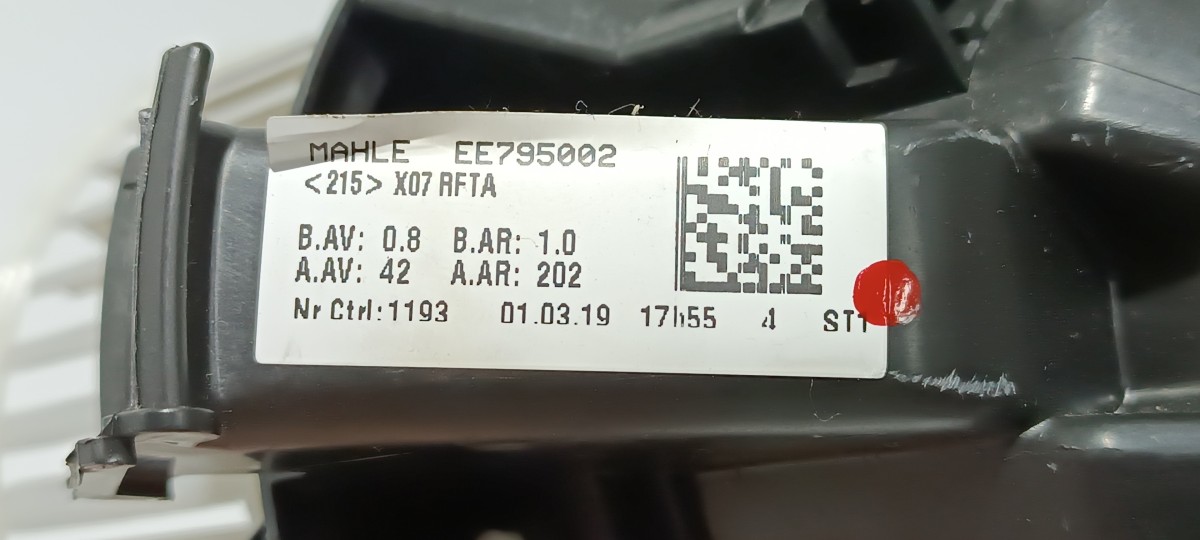 MAHLE EE795002
<215> X07 RFTA
B.AV: 0.8 B.AR: 1.0
A.AV: 42 A.AR: 202
Nr Ctrl:1193 01.03.19 17h55 4 ST1